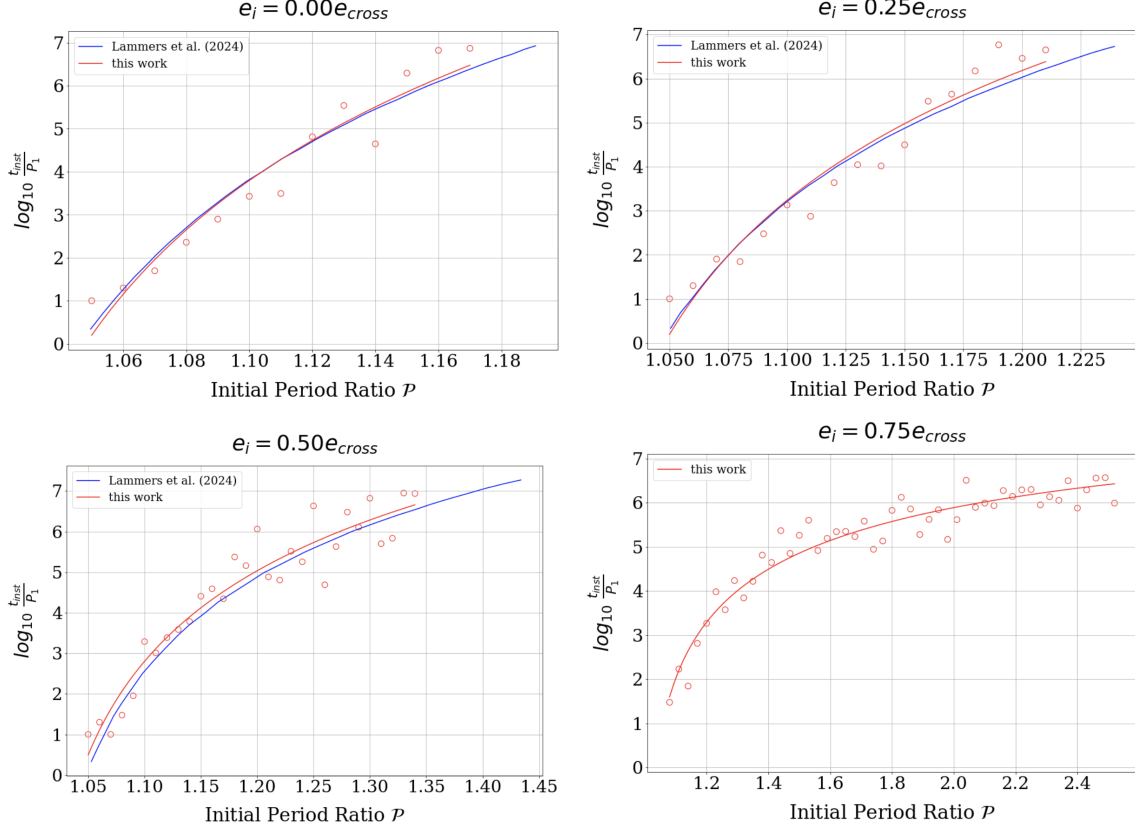 e_i = 0.00e_cross
Lammers et al. (2024)
this work
7
6
5
4
3
2
1
0
log_10 t_inst/P_1
1.06 1.08 1.10 1.12 1.14 1.16 1.18
Initial Period Ratio 𝒫
e_i = 0.25e_cross
Lammers et al. (2024)
this work
7
6
5
4
3
2
1
0
log_10 t_inst/P_1
1.050 1.075 1.100 1.125 1.150 1.175 1.200 1.225
Initial Period Ratio 𝒫
e_i = 0.50e_cross
Lammers et al. (2024)
this work
7
6
5
4
3
2
1
0
log_10 t_inst/P_1
1.05 1.10 1.15 1.20 1.25 1.30 1.35 1.40 1.45
Initial Period Ratio 𝒫
e_i = 0.75e_cross
this work
7
6
5
4
3
2
1
0
log_10 t_inst/P_1
1.2 1.4 1.6 1.8 2.0 2.2 2.4
Initial Period Ratio 𝒫